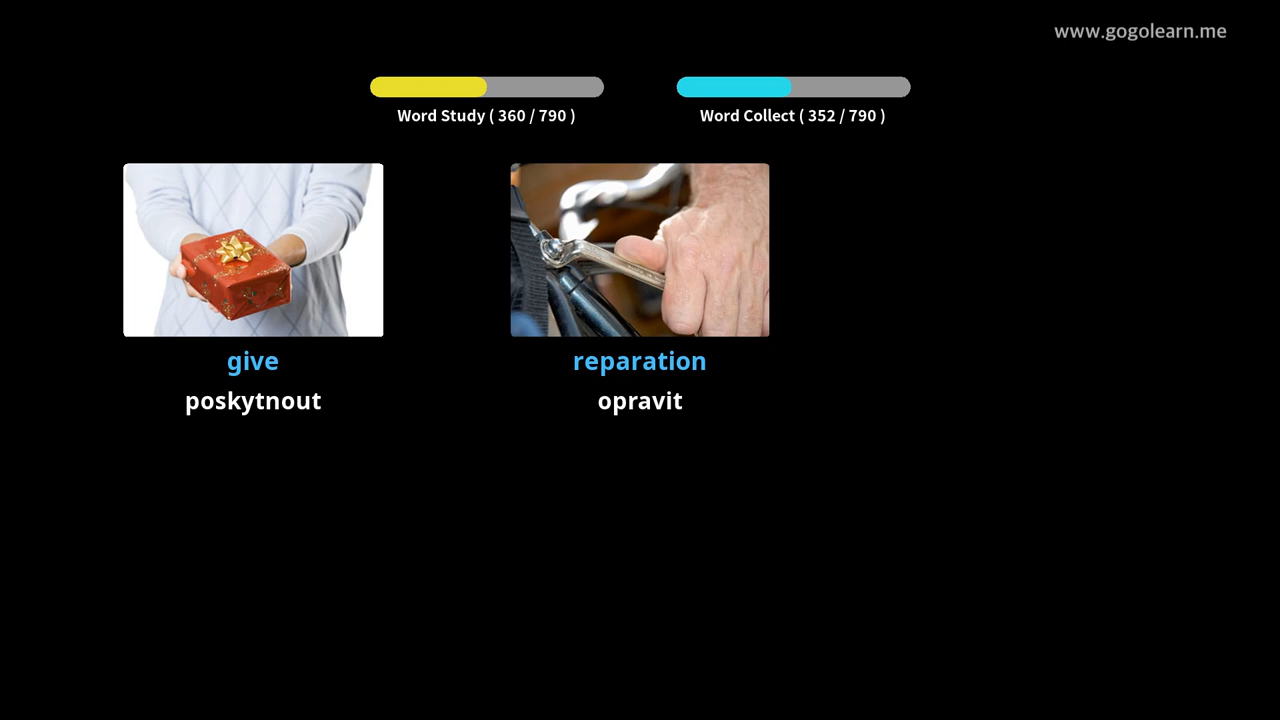 www.gogolearn.me
Word Study ( 360 / 790 )
Word Collect ( 352 / 790 )
give
poskytnout
reparation
opravit